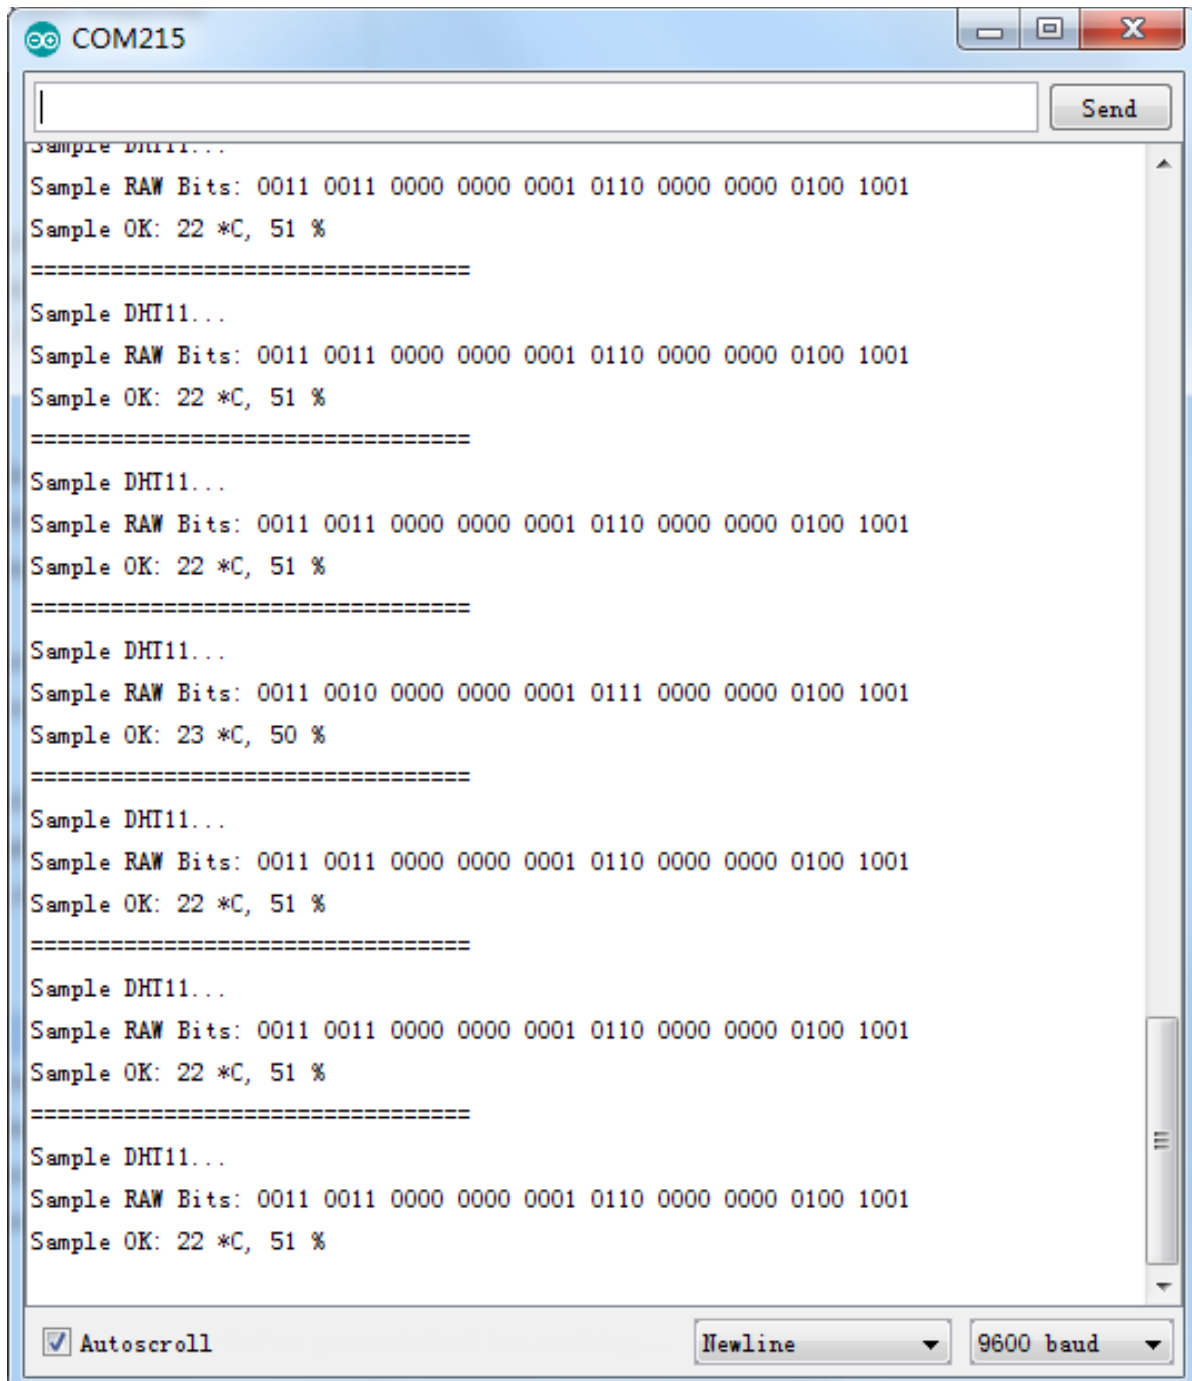 COM215
Send
Sample DHT11...
Sample RAW Bits: 0011 0011 0000 0000 0001 0110 0000 0000 0100 1001
Sample OK: 22 *C, 51 %
=================================
Sample DHT11...
Sample RAW Bits: 0011 0011 0000 0000 0001 0110 0000 0000 0100 1001
Sample OK: 22 *C, 51 %
=================================
Sample DHT11...
Sample RAW Bits: 0011 0011 0000 0000 0001 0110 0000 0000 0100 1001
Sample OK: 22 *C, 51 %
=================================
Sample DHT11...
Sample RAW Bits: 0011 0010 0000 0000 0001 0111 0000 0000 0100 1001
Sample OK: 23 *C, 50 %
=================================
Sample DHT11...
Sample RAW Bits: 0011 0011 0000 0000 0001 0110 0000 0000 0100 1001
Sample OK: 22 *C, 51 %
=================================
Sample DHT11...
Sample RAW Bits: 0011 0011 0000 0000 0001 0110 0000 0000 0100 1001
Sample OK: 22 *C, 51 %
=================================
Sample DHT11...
Sample RAW Bits: 0011 0011 0000 0000 0001 0110 0000 0000 0100 1001
Sample OK: 22 *C, 51 %
Autoscroll
Newline
9600 baud